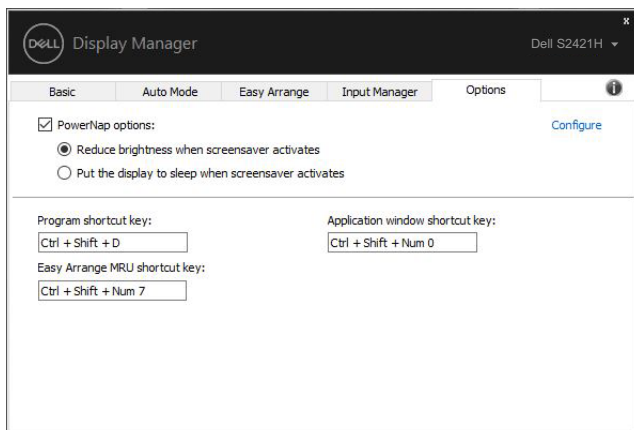 x
DELL Display Manager
Dell S2421H
Basic Auto Mode Easy Arrange Input Manager Options
PowerNap options: Configure
Reduce brightness when screensaver activates
Put the display to sleep when screensaver activates
Program shortcut key: Application window shortcut key:
Ctrl + Shift + D Ctrl + Shift + Num 0
Easy Arrange MRU shortcut key:
Ctrl + Shift + Num 7